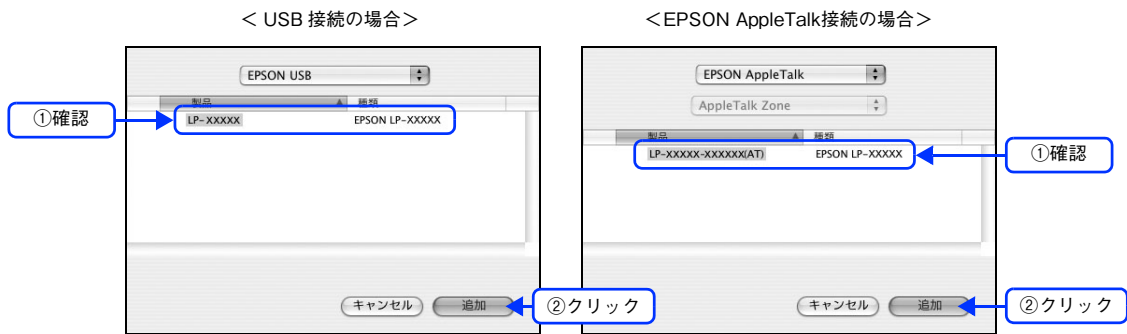 < USB 接続の場合>
EPSON USB
製品 種類
①確認
LP-XXXXX EPSON LP-XXXXX
キャンセル 追加
②クリック
<EPSON AppleTalk接続の場合>
EPSON AppleTalk
AppleTalk Zone
製品 種類
LP-XXXXX-XXXXXX(AT) EPSON LP-XXXXX
①確認
キャンセル 追加
②クリック